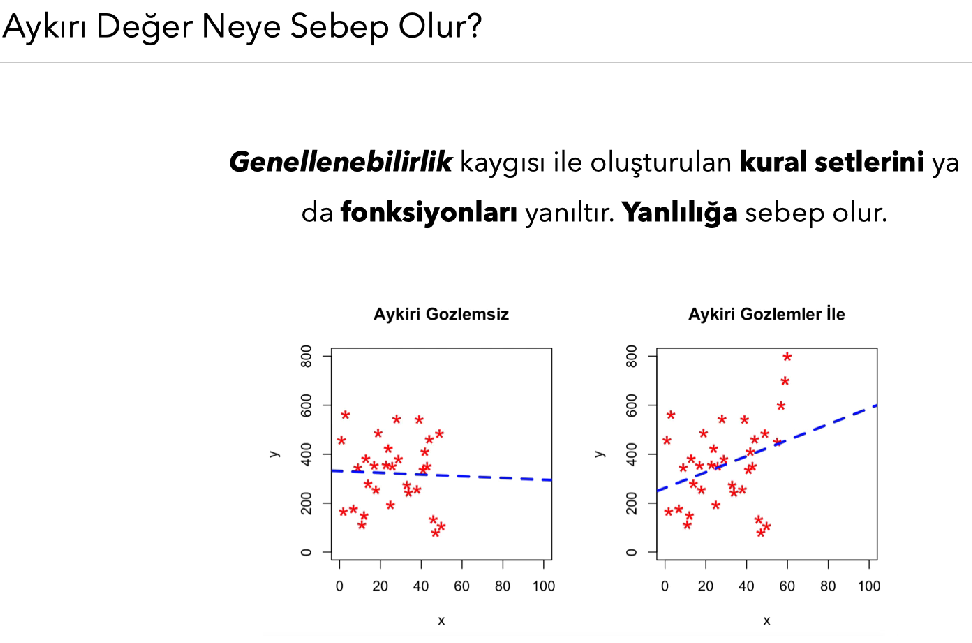 Aykırı Değer Neye Sebep Olur?
Genellenebilirlik kaygısı ile oluşturulan kural setlerini ya
da fonksiyonları yanıltır. Yanlılığa sebep olur.
Aykiri Gozlemsiz
y
0 200 400 600 800
0 20 40 60 80 100
x
Aykiri Gozlemler İle
y
0 200 400 600 800
0 20 40 60 80 100
x